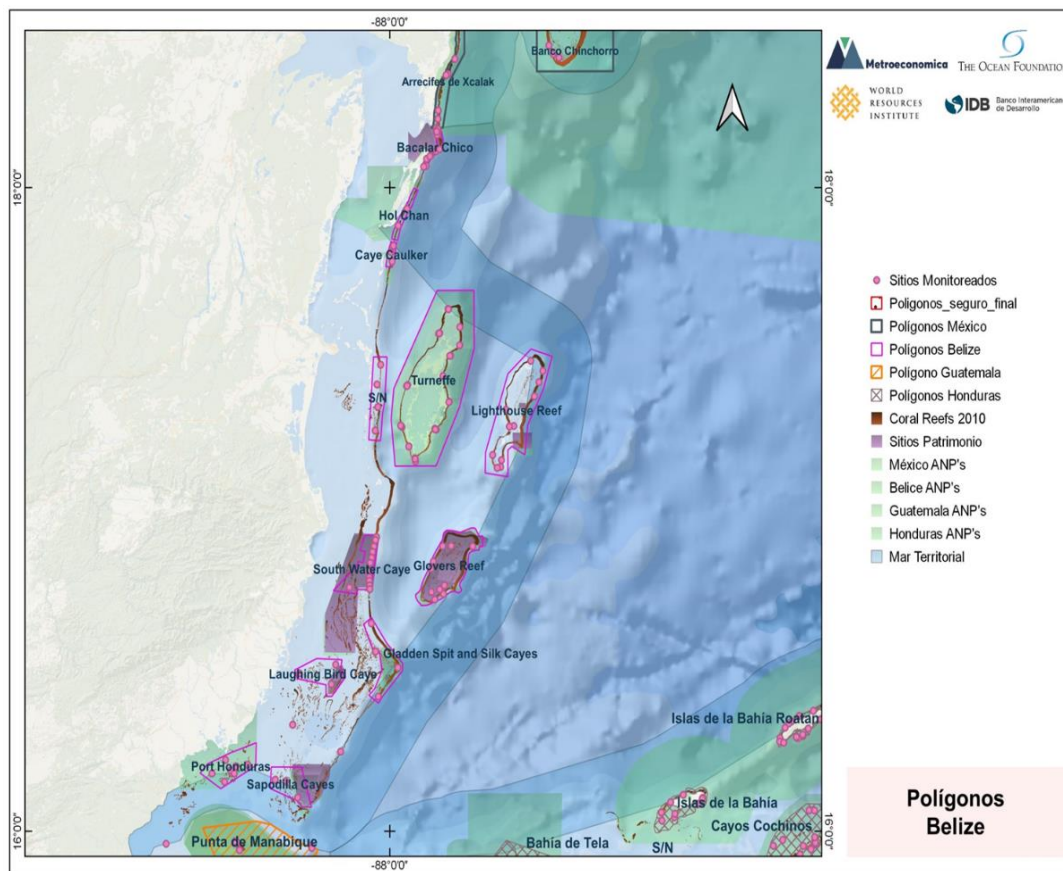 -88°0'0"
Banco Chinchorro
Arrecifes de Xcalak
Bacalar Chico
18°0'0"
18°0'0"
Hol Chan
Caye Caulker
Turneffe
S/N
Lighthouse Reef
South Water Caye
Glovers Reef
Gladden Spit and Silk Cayes
Laughing Bird Caye
Islas de la Bahía Roatán
Port Honduras
Sapodilla Cayes
Islas de la Bahía
Cayos Cochinos
16°0'0"
16°0'0"
Punta de Manabique
Bahía de Tela
S/N
-88°0'0"
Metroeconomica
THE OCEAN FOUNDATION
WORLD
RESOURCES
INSTITUTE
IDB
Banco Interamericano
de Desarrollo
Sitios Monitoreados
Poligonos_seguro_final
Polígonos México
Polígonos Belize
Polígono Guatemala
Polígonos Honduras
Coral Reefs 2010
Sitios Patrimonio
México ANP's
Belice ANP's
Guatemala ANP's
Honduras ANP's
Mar Territorial
Polígonos
Belize